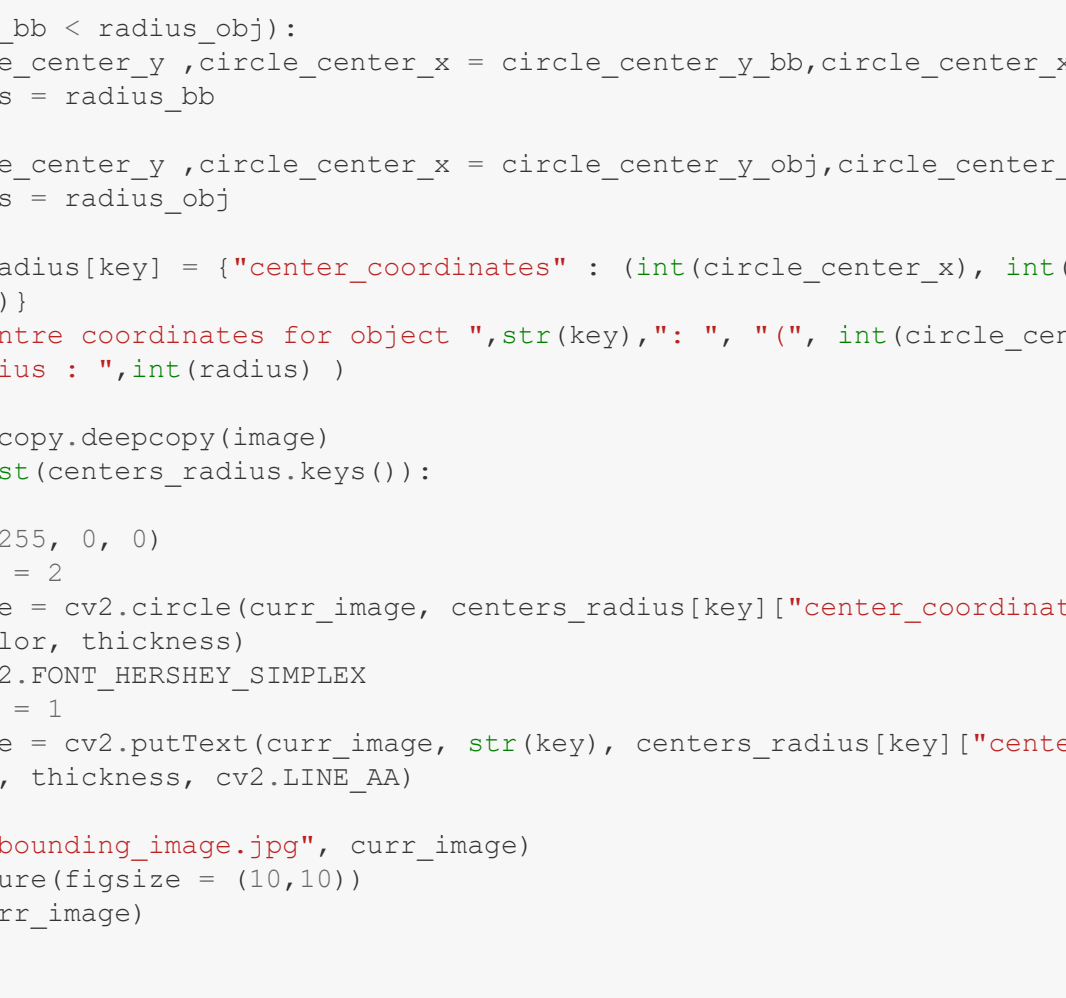 _bb < radius_obj):
e_center_y ,circle_center_x = circle_center_y_bb,circle_center_x
s = radius_bb
e_center_y ,circle_center_x = circle_center_y_obj,circle_center_
s = radius_obj
adius[key] = {"center_coordinates" : (int(circle_center_x), int(
)}
ntre coordinates for object ",str(key),": ", "(", int(circle_cen
ius : ",int(radius) )
copy.deepcopy(image)
st(centers_radius.keys()):
255, 0, 0)
= 2
e = cv2.circle(curr_image, centers_radius[key]["center_coordinat
lor, thickness)
2.FONT_HERSHEY_SIMPLEX
= 1
e = cv2.putText(curr_image, str(key), centers_radius[key]["cente
, thickness, cv2.LINE_AA)
bounding_image.jpg", curr_image)
ure(figsize = (10,10))
rr_image)